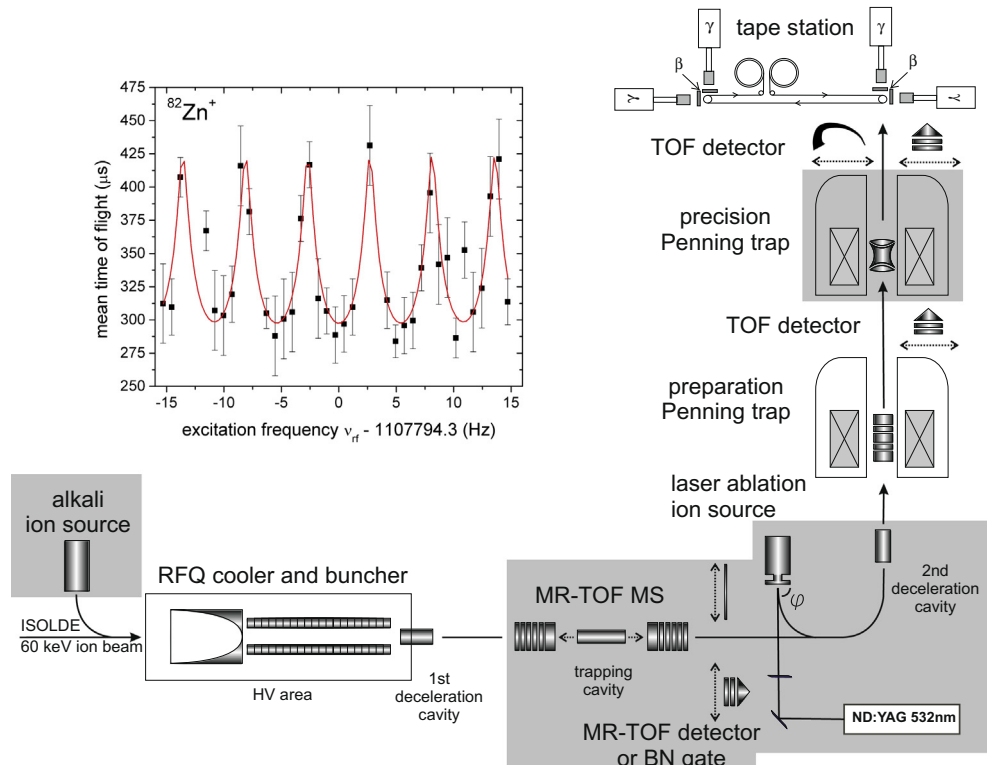 tape station
γ
γ
β
β
γ
γ
TOF detector
precision
Penning trap
TOF detector
preparation
Penning trap
laser ablation
ion source
2nd
deceleration
cavity
φ
ND:YAG 532nm
82Zn+
mean time of flight (μs)
475
450
425
400
375
350
325
300
275
250
-15
-10
-5
0
5
10
15
excitation frequency νrf - 1107794.3 (Hz)
alkali
ion source
ISOLDE
60 keV ion beam
RFQ cooler and buncher
HV area
1st
deceleration
cavity
MR-TOF MS
trapping
cavity
MR-TOF detector
or BN gate